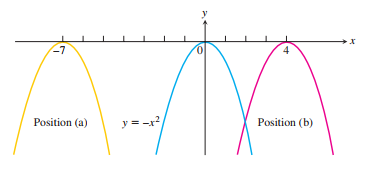 y
x
−7
0
4
Position (a)
y = −x²
Position (b)